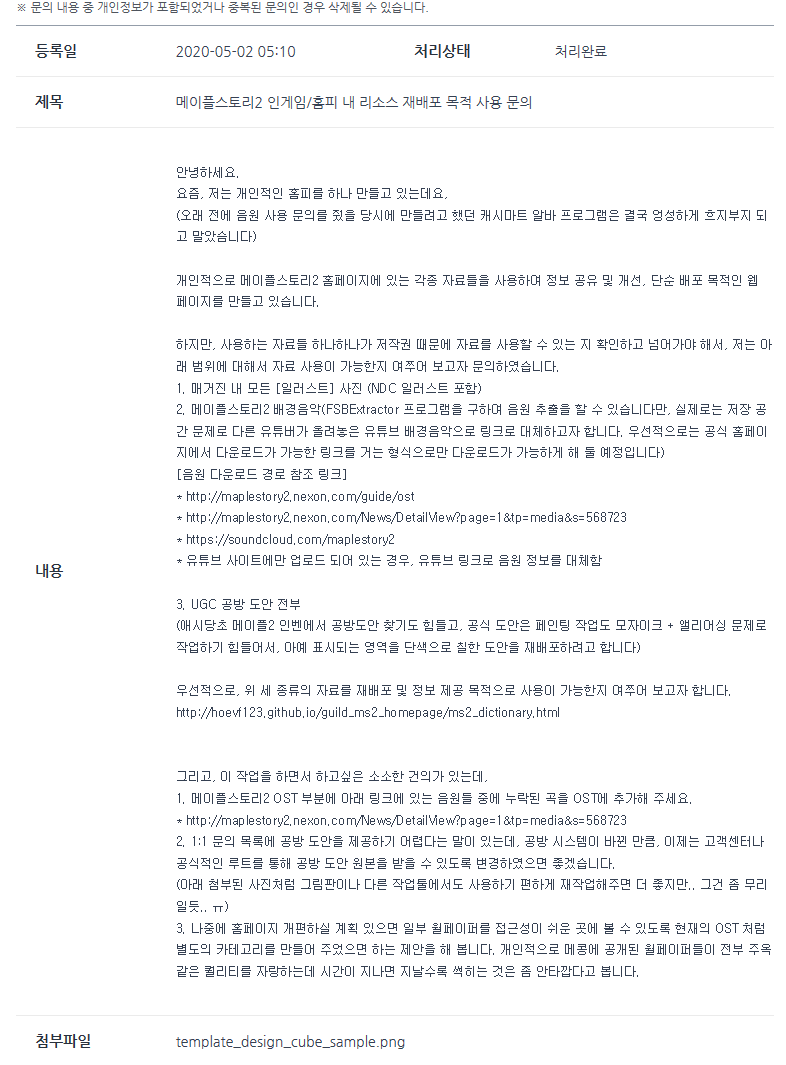 ※ 문의 내용 중 개인정보가 포함되었거나 중복된 문의인 경우 삭제될 수 있습니다.
등록일 2020-05-02 05:10 처리상태 처리완료
제목 메이플스토리2 인게임/홈피 내 리소스 재배포 목적 사용 문의
내용
안녕하세요.
요즘, 저는 개인적인 홈피를 하나 만들고 있는데요,
(오래 전에 음원 사용 문의를 줬을 당시에 만들려고 했던 캐시마트 알바 프로그램은 결국 엉성하게 흐지부지 되
고 말았습니다)
개인적으로 메이플스토리2 홈페이지에 있는 각종 자료들을 사용하여 정보 공유 및 개선, 단순 배포 목적인 웹
페이지를 만들고 있습니다.
하지만, 사용하는 자료들 하나하나가 저작권 때문에 자료를 사용할 수 있는 지 확인하고 넘어가야 해서, 저는 아
래 범위에 대해서 자료 사용이 가능한지 여쭈어 보고자 문의하였습니다.
1. 매거진 내 모든 [일러스트] 사진 (NDC 일러스트 포함)
2. 메이플스토리2 배경음악(FSBExtractor 프로그램을 구하여 음원 추출을 할 수 있습니다만, 실제로는 저장 공
간 문제로 다른 유튜버가 올려놓은 유튜브 배경음악으로 링크로 대체하고자 합니다. 우선적으로는 공식 홈페이
지에서 다운로드가 가능한 링크를 거는 형식으로만 다운로드가 가능하게 해 둘 예정입니다)
[음원 다운로드 경로 참조 링크]
* http://maplestory2.nexon.com/guide/ost
* http://maplestory2.nexon.com/News/DetailView?page=1&tp=media&s=568723
* https://soundcloud.com/maplestory2
* 유튜브 사이트에만 업로드 되어 있는 경우, 유튜브 링크로 음원 정보를 대체함
3. UGC 공방 도안 전부
(애시당초 메이플2 인벤에서 공방도안 찾기도 힘들고, 공식 도안은 페인팅 작업도 모자이크 + 앨리어싱 문제로
작업하기 힘들어서, 아예 표시되는 영역을 단색으로 칠한 도안을 재배포하려고 합니다)
우선적으로, 위 세 종류의 자료를 재배포 및 정보 제공 목적으로 사용이 가능한지 여쭈어 보고자 합니다.
http://hoevf123.github.io/guild_ms2_homepage/ms2_dictionary.html
그리고, 이 작업을 하면서 하고싶은 소소한 건의가 있는데,
1. 메이플스토리2 OST 부분에 아래 링크에 있는 음원들 중에 누락된 곡을 OST에 추가해 주세요.
* http://maplestory2.nexon.com/News/DetailView?page=1&tp=media&s=568723
2. 1:1 문의 목록에 공방 도안을 제공하기 어렵다는 말이 있는데, 공방 시스템이 바뀐 만큼, 이제는 고객센터나
공식적인 루트를 통해 공방 도안 원본을 받을 수 있도록 변경하였으면 좋겠습니다.
(아래 첨부된 사진처럼 그림판이나 다른 작업툴에서도 사용하기 편하게 재작업해주면 더 좋지만.. 그건 좀 무리
일듯.. ㅠ)
3. 나중에 홈페이지 개편하실 계획 있으면 일부 월페이퍼를 접근성이 쉬운 곳에 볼 수 있도록 현재의 OST 처럼
별도의 카테고리를 만들어 주었으면 하는 제안을 해 봅니다. 개인적으로 메콩에 공개된 월페이퍼들이 전부 주옥
같은 퀄리티를 자랑하는데 시간이 지나면 지날수록 썩히는 것은 좀 안타깝다고 봅니다.
첨부파일 template_design_cube_sample.png